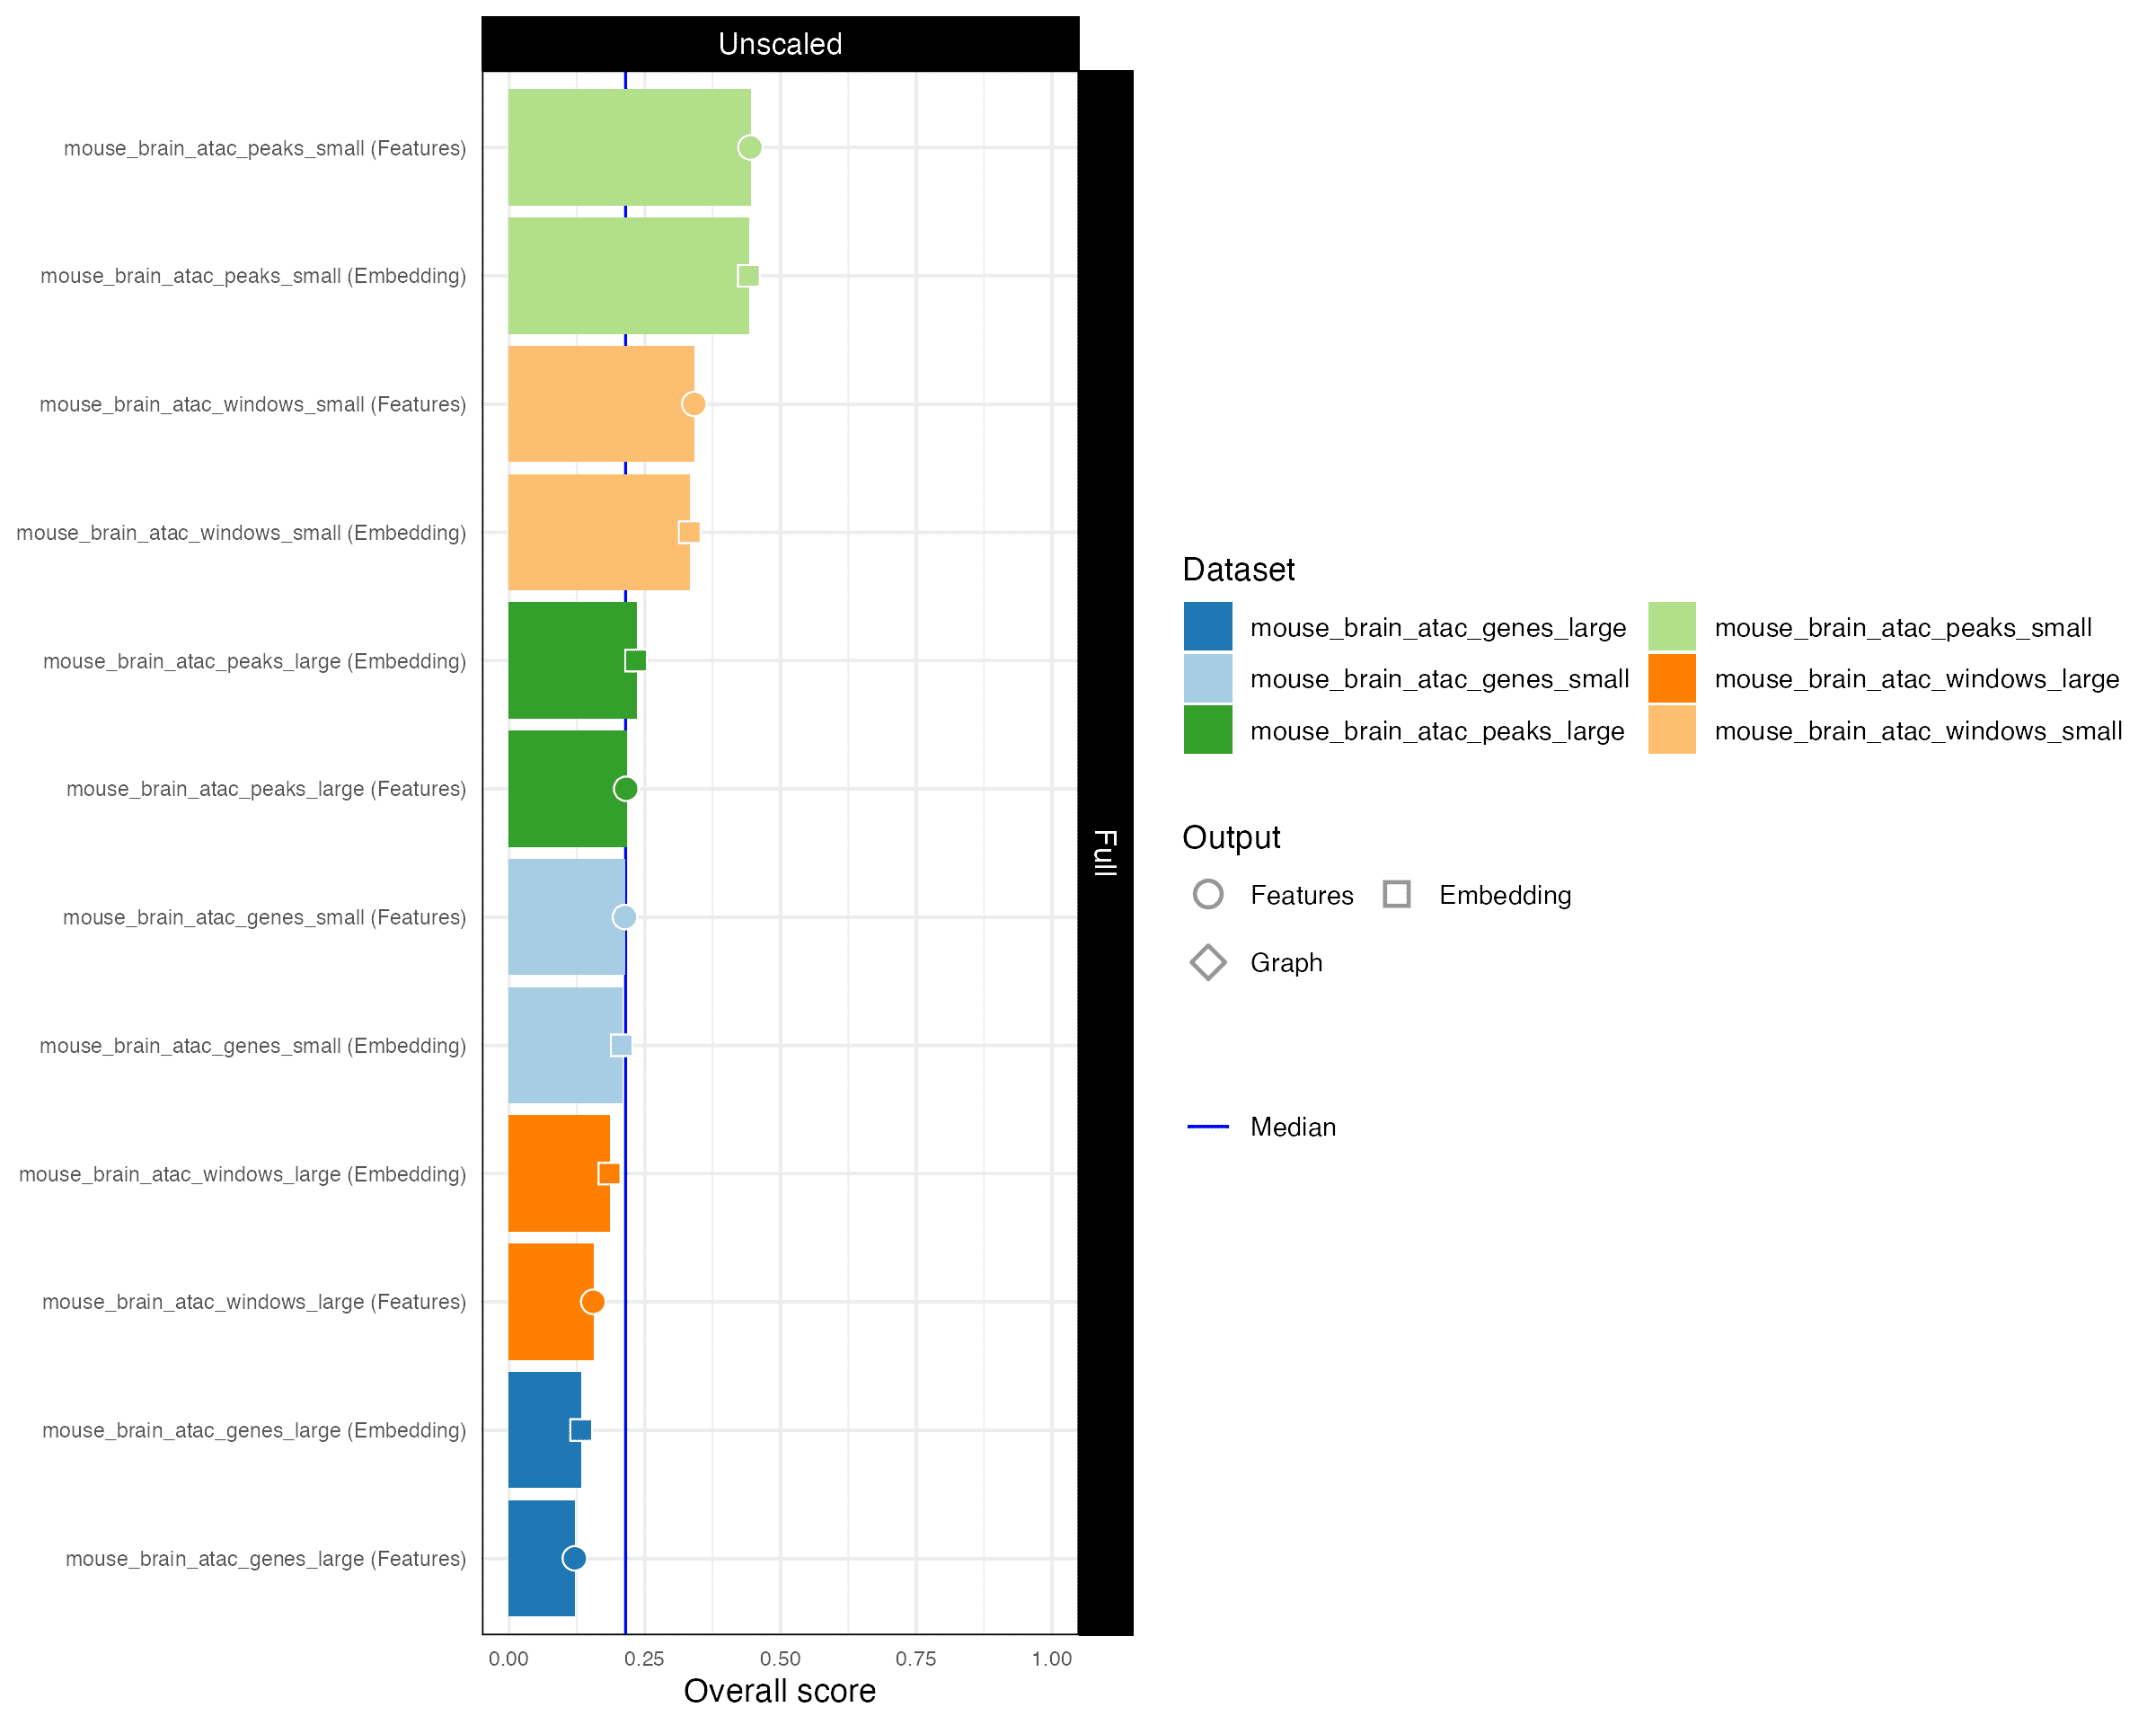 Unscaled
mouse_brain_atac_peaks_small (Features)
mouse_brain_atac_peaks_small (Embedding)
mouse_brain_atac_windows_small (Features)
mouse_brain_atac_windows_small (Embedding)
mouse_brain_atac_peaks_large (Embedding)
mouse_brain_atac_peaks_large (Features)
mouse_brain_atac_genes_small (Features)
mouse_brain_atac_genes_small (Embedding)
mouse_brain_atac_windows_large (Embedding)
mouse_brain_atac_windows_large (Features)
mouse_brain_atac_genes_large (Embedding)
mouse_brain_atac_genes_large (Features)
0.00 0.25 0.50 0.75 1.00
Overall score
Full
Dataset
mouse_brain_atac_genes_large mouse_brain_atac_peaks_small
mouse_brain_atac_genes_small mouse_brain_atac_windows_large
mouse_brain_atac_peaks_large mouse_brain_atac_windows_small
Output
Features Embedding
Graph
Median